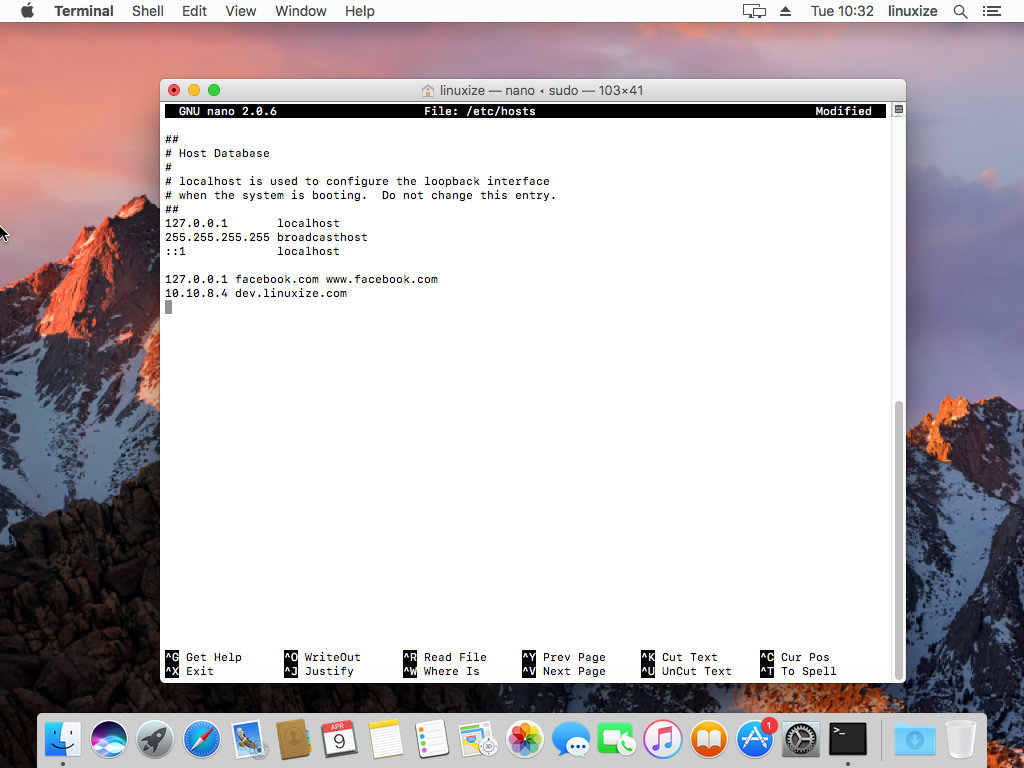 Terminal Shell Edit View Window Help Tue 10:32 linuxize
linuxize — nano ◂ sudo — 103×41
GNU nano 2.0.6 File: /etc/hosts Modified
##
# Host Database
#
# localhost is used to configure the loopback interface
# when the system is booting.  Do not change this entry.
##
127.0.0.1       localhost
255.255.255.255 broadcasthost
::1             localhost
127.0.0.1 facebook.com www.facebook.com
10.10.8.4 dev.linuxize.com
^G Get Help ^O WriteOut ^R Read File ^Y Prev Page ^K Cut Text ^C Cur Pos
^X Exit ^J Justify ^W Where Is ^V Next Page ^U UnCut Text ^T To Spell
APR
9
1
>_